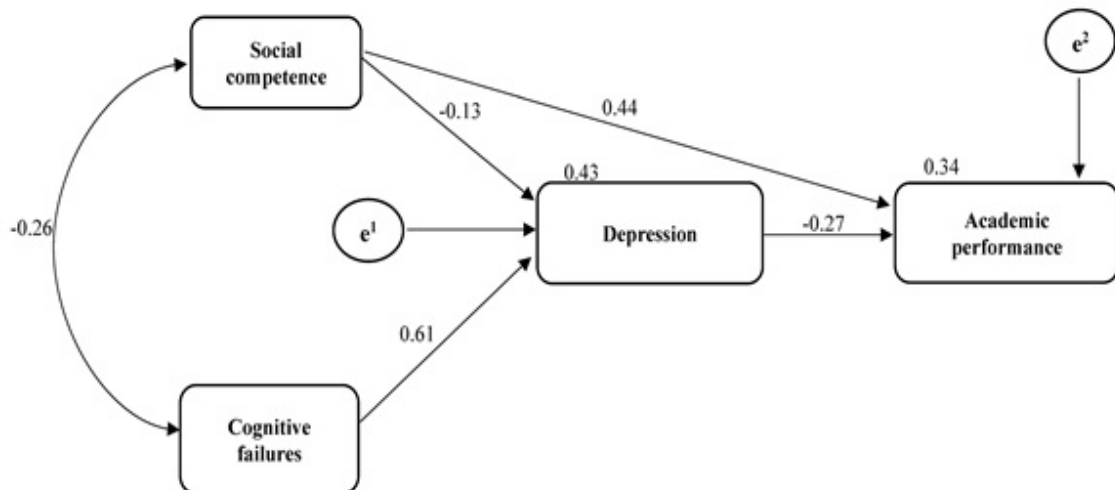 Social
competence
e²
-0.13
0.44
0.43
0.34
-0.26
e¹
Depression
-0.27
Academic
performance
0.61
Cognitive
failures